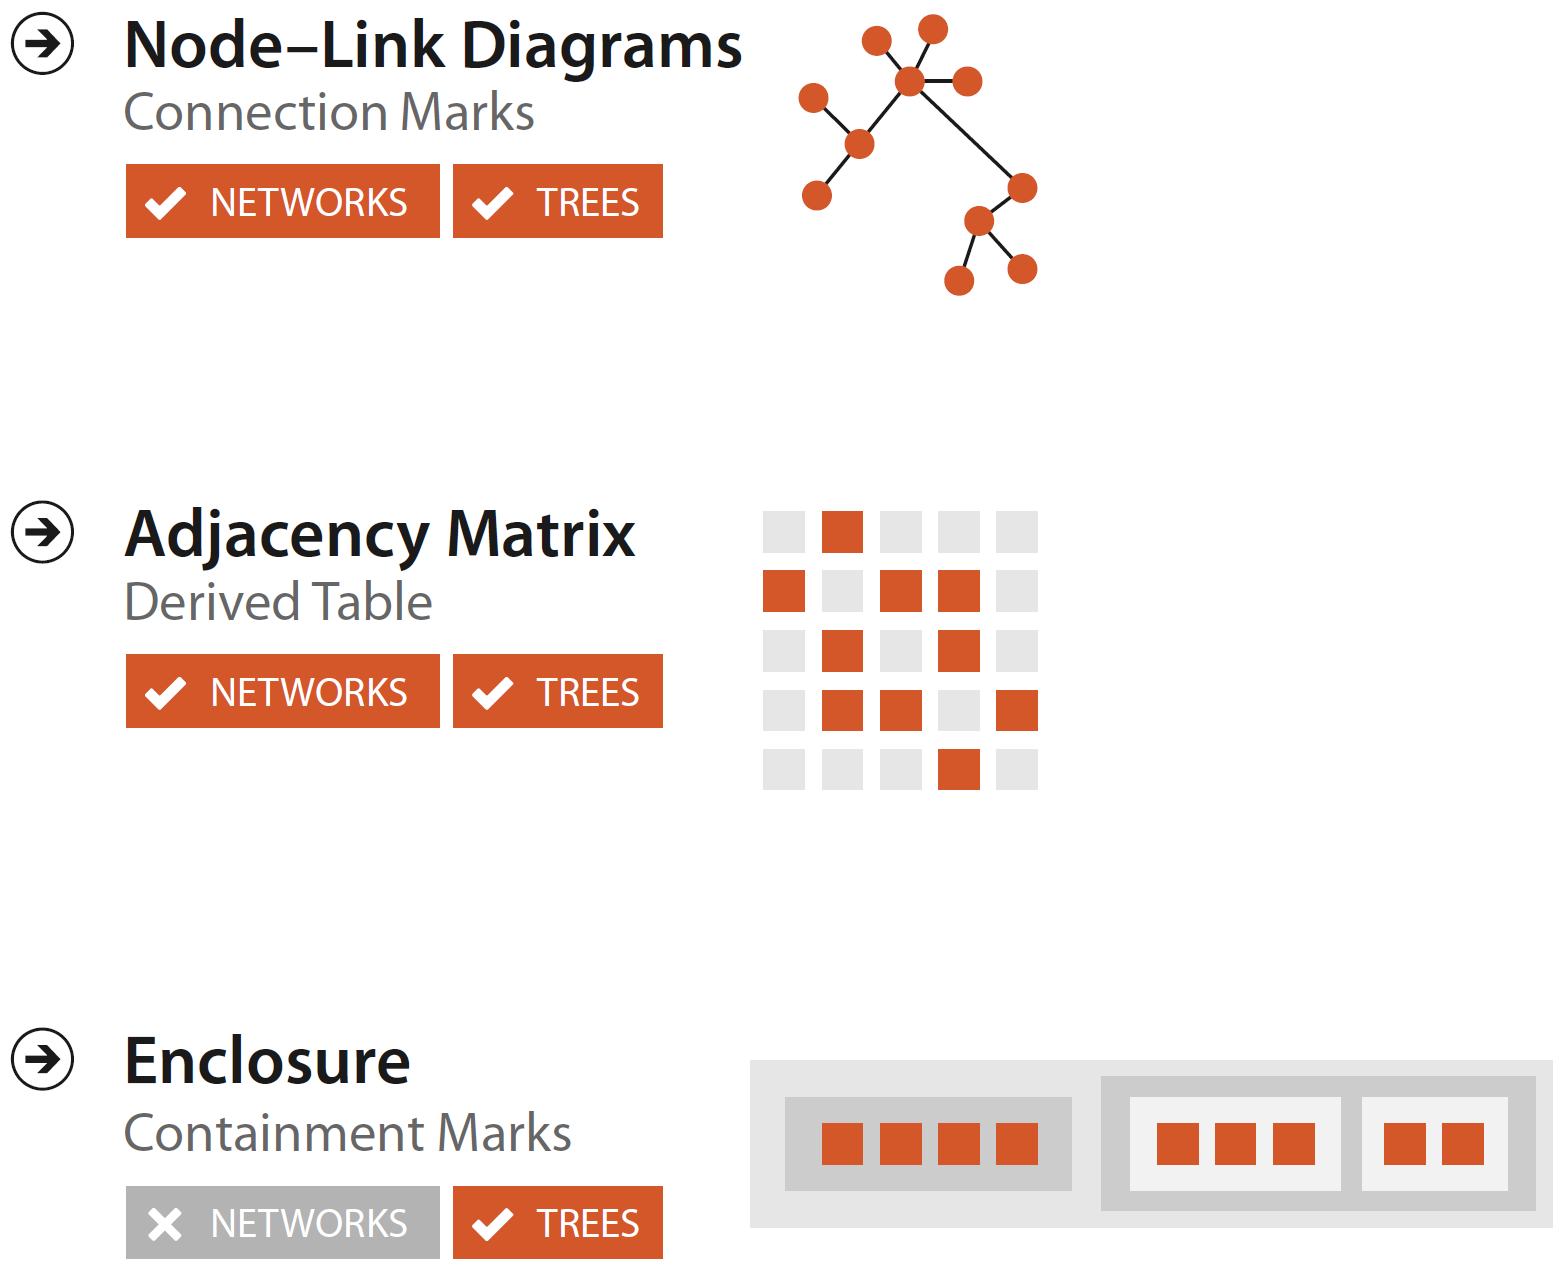 Node–Link Diagrams
Connection Marks
NETWORKS
TREES
Adjacency Matrix
Derived Table
NETWORKS
TREES
Enclosure
Containment Marks
NETWORKS
TREES